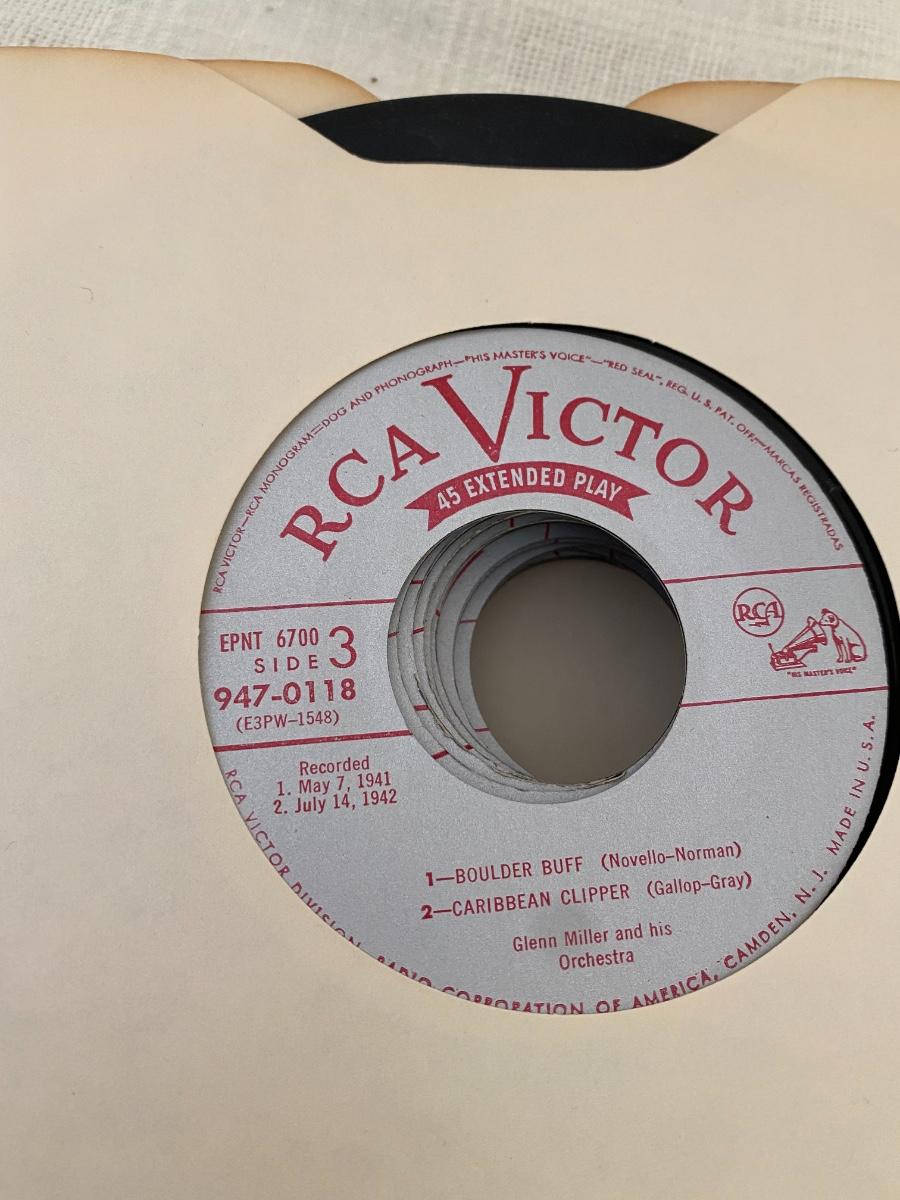 RCA VICTOR—RCA MONOGRAM—DOG AND PHONOGRAPH—"HIS MASTER'S VOICE"—"RED SEAL", REG. U. S. PAT. OFF.—MARCAS REGISTRADAS
RCA VICTOR
45 EXTENDED PLAY
RCA
"HIS MASTER'S VOICE"
EPNT 6700
SIDE 3
947-0118
(E3PW-1548)
Recorded
1. May 7, 1941
2. July 14, 1942
1—BOULDER BUFF (Novello-Norman)
2—CARIBBEAN CLIPPER (Gallop-Gray)
Glenn Miller and his
Orchestra
RCA VICTOR DIVISION, RADIO CORPORATION OF AMERICA, CAMDEN, N. J. MADE IN U. S. A.